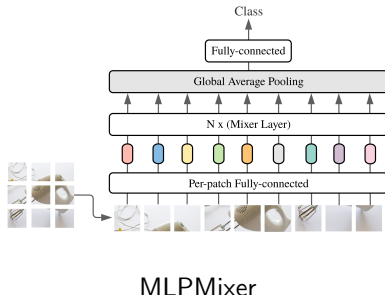 Class
Fully-connected
Global Average Pooling
N x (Mixer Layer)
Per-patch Fully-connected
MLPMixer